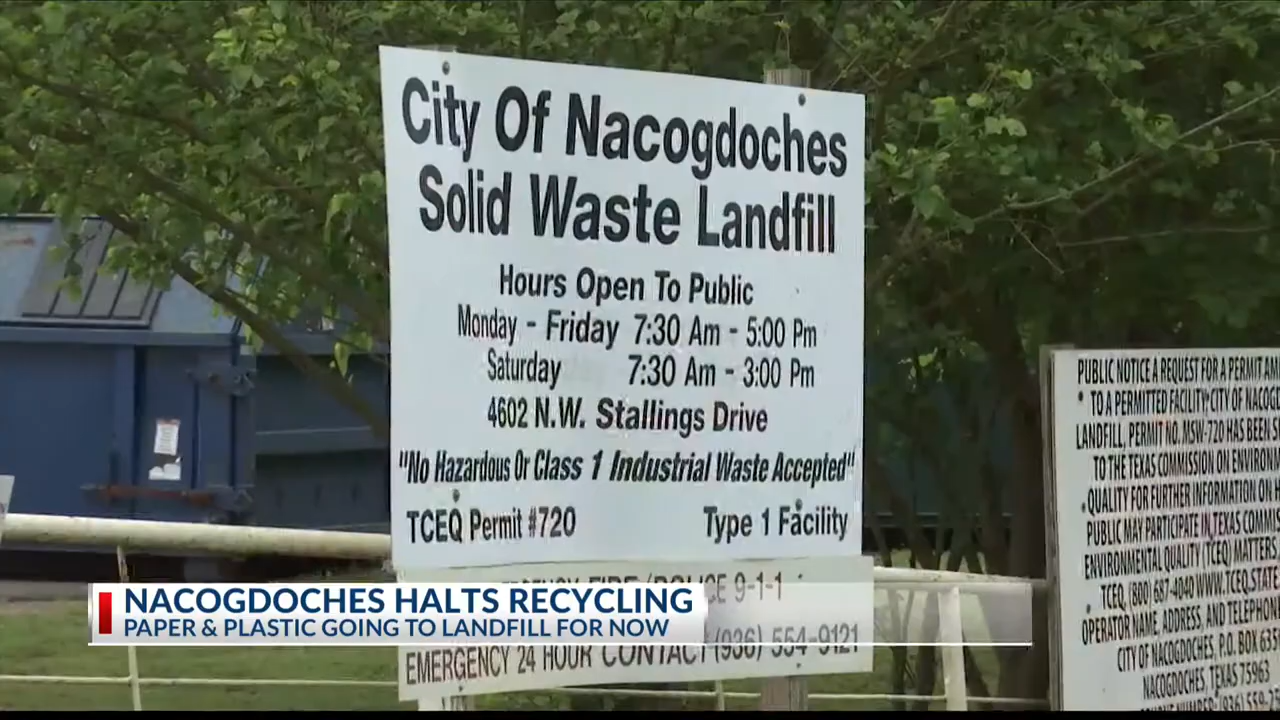 City Of Nacogdoches
Solid Waste Landfill
Hours Open To Public
Monday - Friday 7:30 Am - 5:00 Pm
Saturday 7:30 Am - 3:00 Pm
4602 N.W. Stallings Drive
"No Hazardous Or Class 1 Industrial Waste Accepted"
TCEQ Permit #720 Type 1 Facility
FIRE/POLICE 9-1-1
EMERGENCY 24 HOUR CONTACT (936) 554-9121
NACOGDOCHES HALTS RECYCLING
PAPER & PLASTIC GOING TO LANDFILL FOR NOW
PUBLIC NOTICE A REQUEST FOR A PERMIT
TO A PERMITTED FACILITY CITY OF
LANDFILL, PERMIT NO. MSW-720 HAS BEEN
TO THE TEXAS COMMISSION ON
QUALITY FOR FURTHER INFORMATION ON
PUBLIC MAY PARTICIPATE IN TEXAS
ENVIRONMENTAL QUALITY (TCEQ) MATTERS
TCEQ, (800) 687-4040 WWW.TCEQ.STATE
OPERATOR NAME, ADDRESS, AND
CITY OF NACOGDOCHES, P.O. BOX
NACOGDOCHES, TEXAS 75963